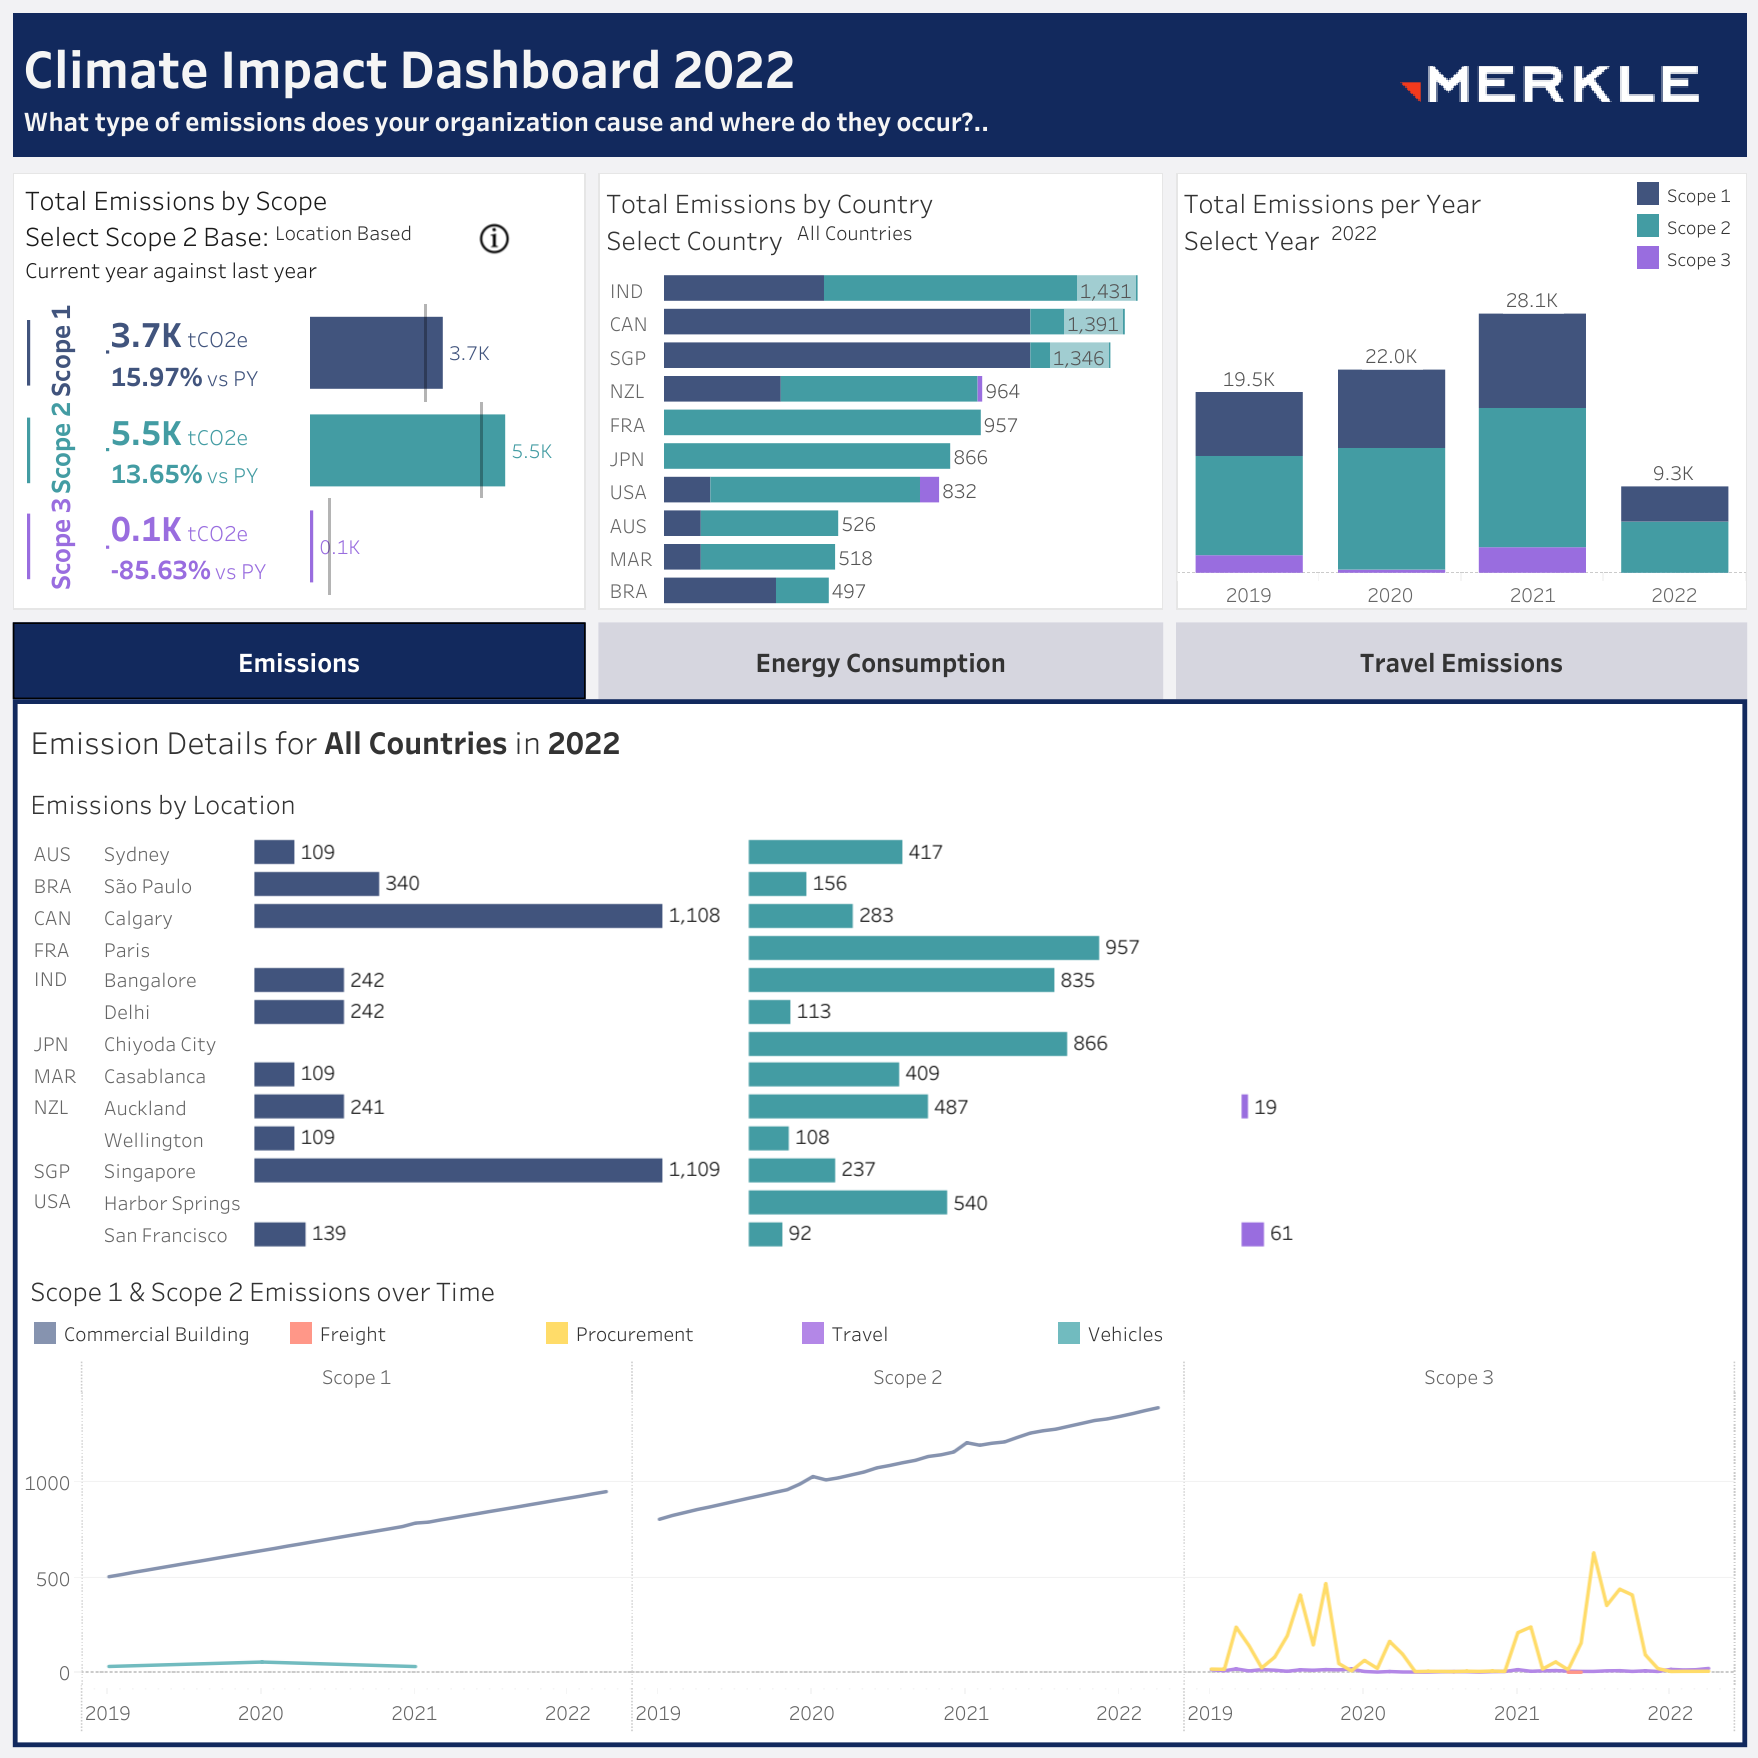 Climate Impact Dashboard 2022
What type of emissions does your organization cause and where do they occur?..
MERKLE
Total Emissions by Scope
Select Scope 2 Base: Location Based
Current year against last year
Scope 1
3.7K tCO2e
15.97% vs PY
3.7K
Scope 2
5.5K tCO2e
13.65% vs PY
5.5K
Scope 3
0.1K tCO2e
-85.63% vs PY
0.1K
Total Emissions by Country
Select Country All Countries
IND 1,431
CAN 1,391
SGP 1,346
NZL 964
FRA 957
JPN 866
USA 832
AUS 526
MAR 518
BRA 497
Total Emissions per Year
Select Year 2022
Scope 1
Scope 2
Scope 3
19.5K
22.0K
28.1K
9.3K
2019 2020 2021 2022
Emissions
Energy Consumption
Travel Emissions
Emission Details for All Countries in 2022
Emissions by Location
AUS Sydney 109 417
BRA São Paulo 340 156
CAN Calgary 1,108 283
FRA Paris 957
IND Bangalore 242 835
Delhi 242 113
JPN Chiyoda City 866
MAR Casablanca 109 409
NZL Auckland 241 487 19
Wellington 109 108
SGP Singapore 1,109 237
USA Harbor Springs 540
San Francisco 139 92 61
Scope 1 & Scope 2 Emissions over Time
Commercial Building Freight Procurement Travel Vehicles
Scope 1 Scope 2 Scope 3
1000
500
0
2019 2020 2021 2022 2019 2020 2021 2022 2019 2020 2021 2022